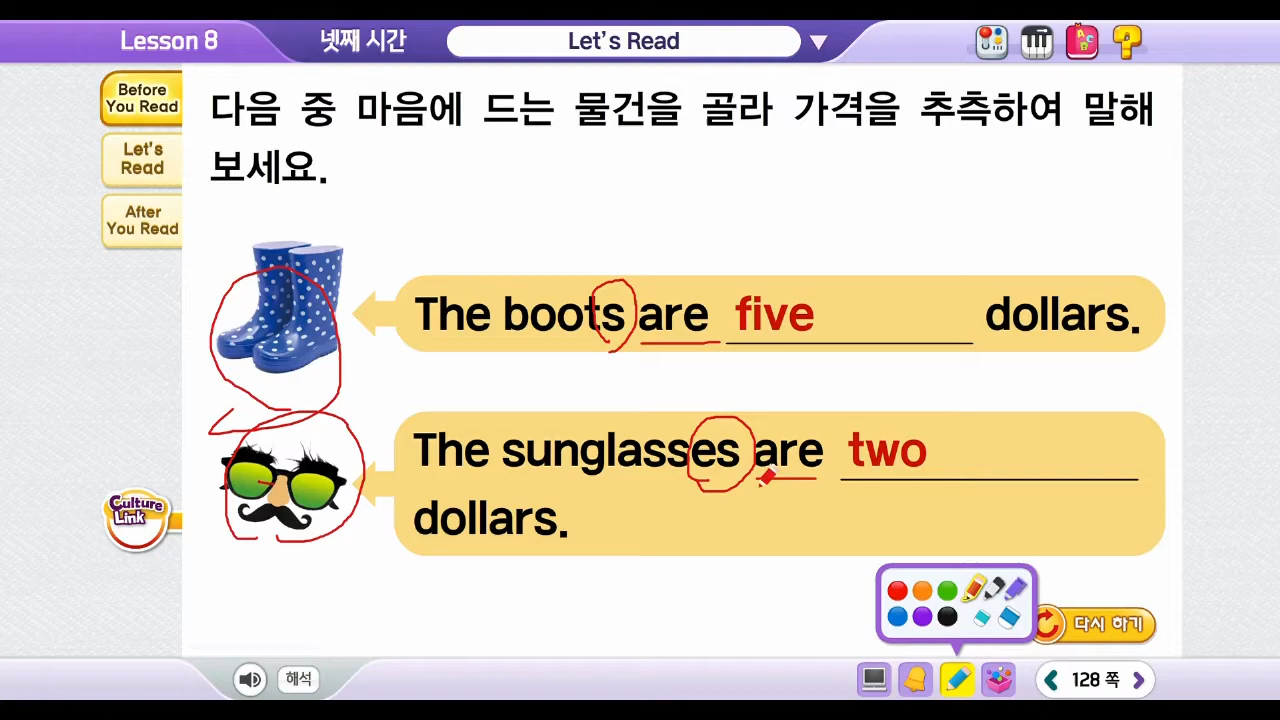 Lesson 8
넷째 시간
Let's Read
Before
You Read
Let's
Read
After
You Read
다음 중 마음에 드는 물건을 골라 가격을 추측하여 말해
보세요.
The boots are five dollars.
The sunglasses are two
dollars.
Culture
Link
다시 하기
해석
128 쪽